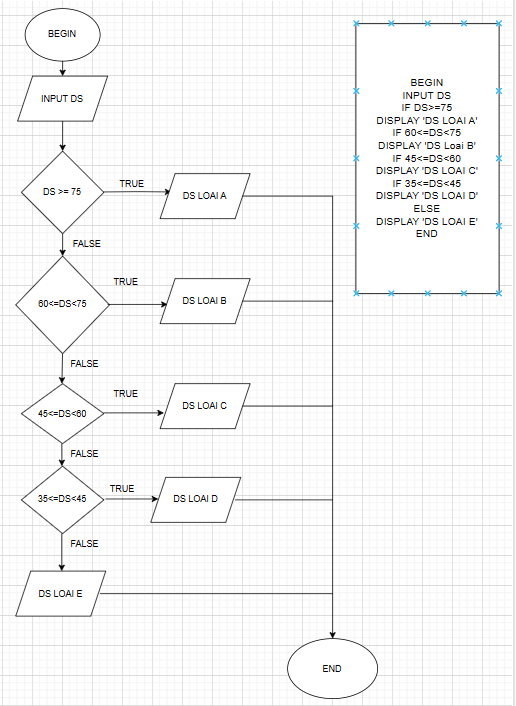 BEGIN
INPUT DS
DS >= 75
TRUE
DS LOAI A
FALSE
60<=DS<75
TRUE
DS LOAI B
FALSE
45<=DS<60
TRUE
DS LOAI C
FALSE
35<=DS<45
TRUE
DS LOAI D
FALSE
DS LOAI E
END
BEGIN
INPUT DS
IF DS>=75
DISPLAY 'DS LOAI A'
IF 60<=DS<75
DISPLAY 'DS Loai B'
IF 45<=DS<60
DISPLAY 'DS LOAI C'
IF 35<=DS<45
DISPLAY 'DS LOAI D'
ELSE
DISPLAY 'DS LOAI E'
END